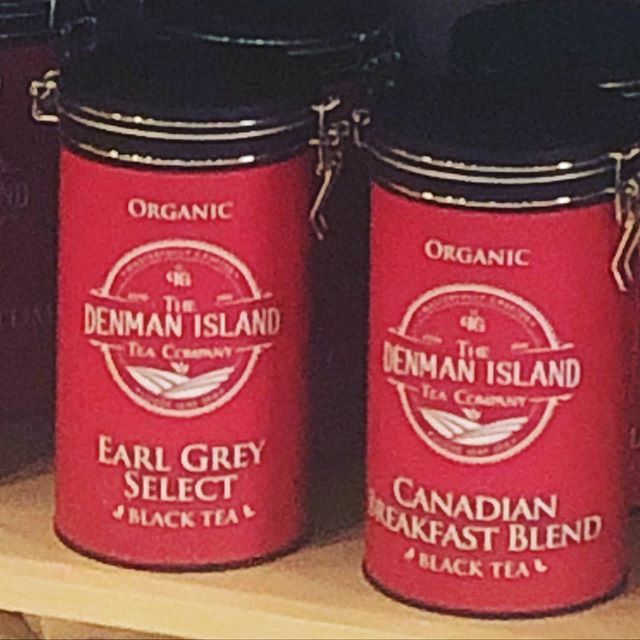 ORGANIC
THE
DENMAN ISLAND
TEA COMPANY
EARL GREY
SELECT
BLACK TEA
ORGANIC
THE
DENMAN ISLAND
TEA COMPANY
CANADIAN
BREAKFAST BLEND
BLACK TEA